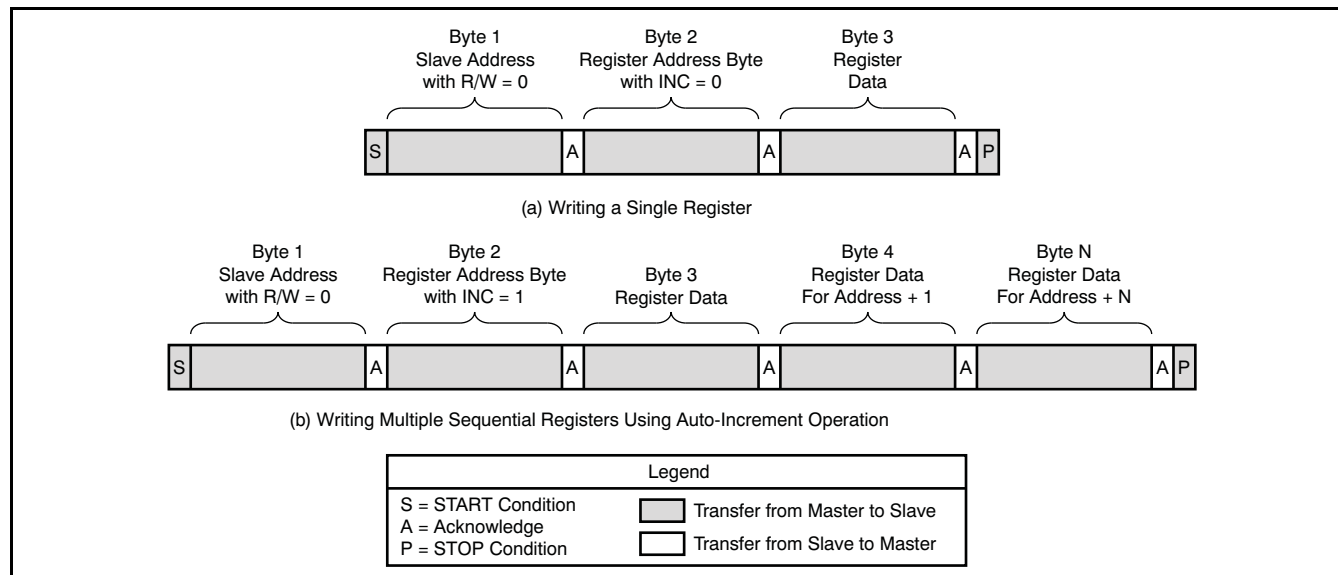 Byte 1
Slave Address
with R/W = 0
Byte 2
Register Address Byte
with INC = 0
Byte 3
Register
Data
S
A
A
A
P
(a) Writing a Single Register
Byte 1
Slave Address
with R/W = 0
Byte 2
Register Address Byte
with INC = 1
Byte 3
Register Data
Byte 4
Register Data
For Address + 1
Byte N
Register Data
For Address + N
S
A
A
A
A
A
P
(b) Writing Multiple Sequential Registers Using Auto-Increment Operation
Legend
S = START Condition
A = Acknowledge
P = STOP Condition
Transfer from Master to Slave
Transfer from Slave to Master